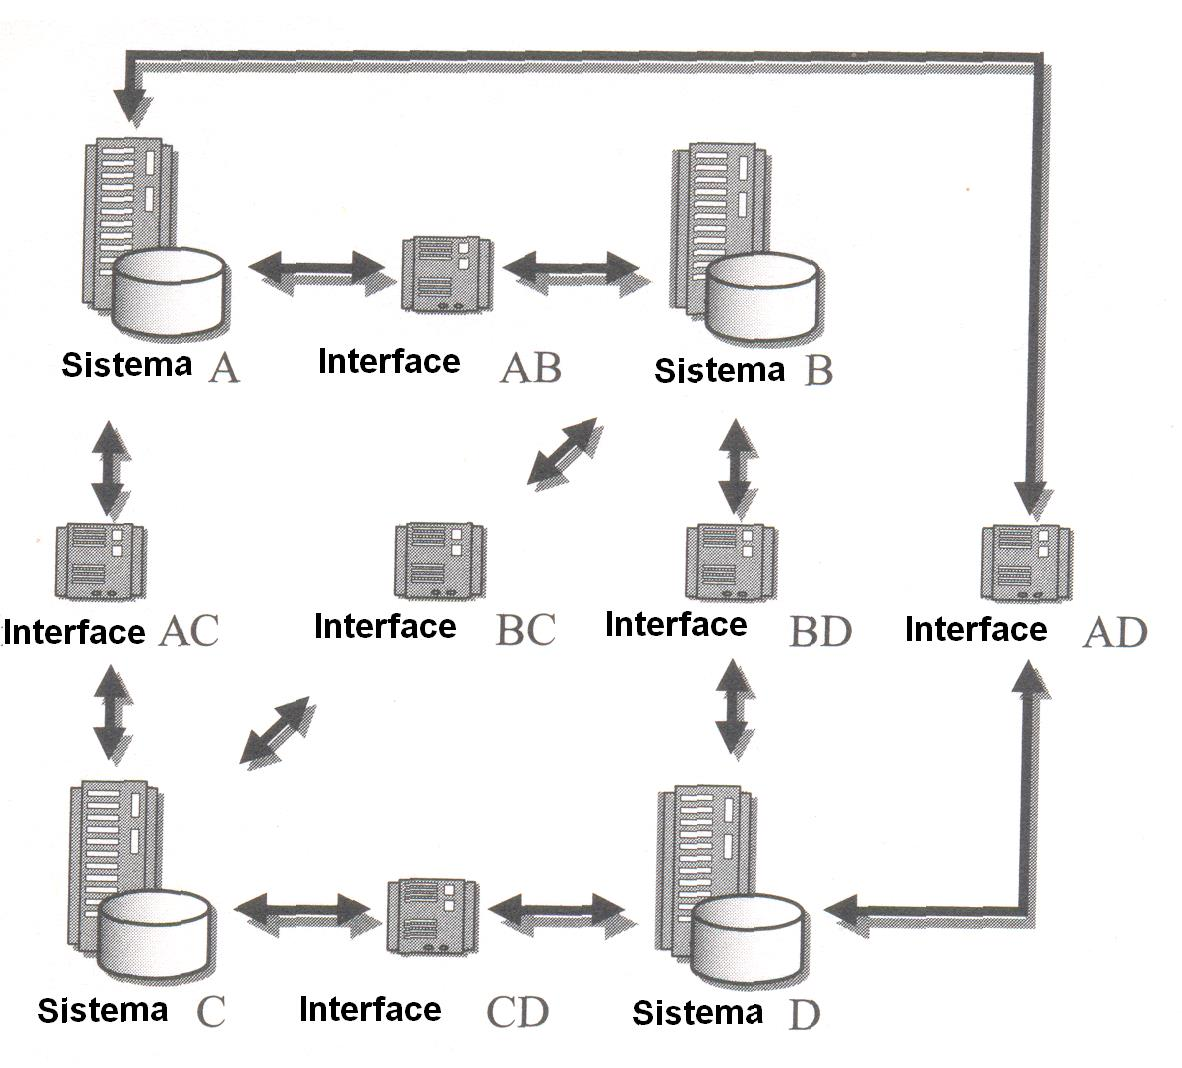 Sistema A Interface AB Sistema B
Interface AC Interface BC Interface BD Interface AD
Sistema C Interface CD Sistema D